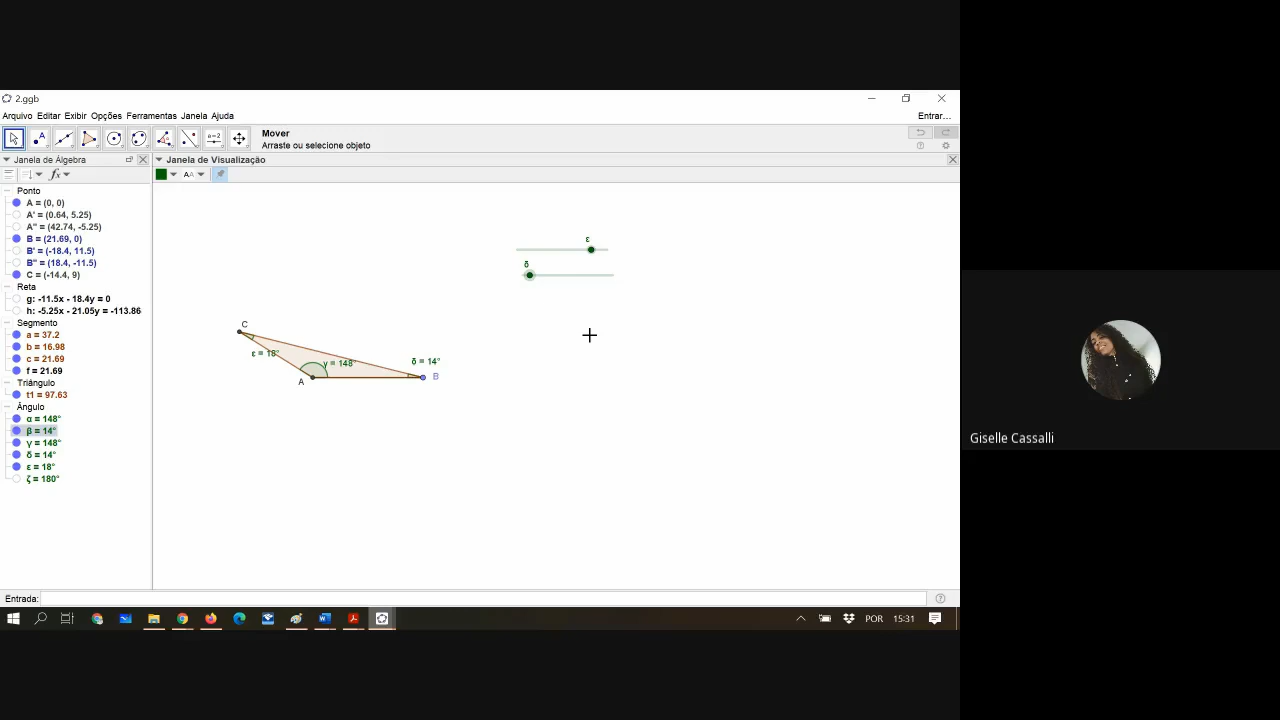 2.ggb
Arquivo Editar Exibir Opções Ferramentas Janela Ajuda
Entrar…
a=2
Mover
Arraste ou selecione objeto
Janela de Álgebra
Janela de Visualização
fx
AA
Ponto
A = (0, 0)
A' = (0.64, 5.25)
A'' = (42.74, -5.25)
B = (21.69, 0)
B' = (-18.4, 11.5)
B'' = (18.4, -11.5)
C = (-14.4, 9)
Reta
g: -11.5x - 18.4y = 0
h: -5.25x - 21.05y = -113.86
Segmento
a = 37.2
b = 16.98
c = 21.69
f = 21.69
Triângulo
t1 = 97.63
Ângulo
α = 148°
β = 14°
γ = 148°
δ = 14°
ε = 18°
ζ = 180°
ε
δ
C
ε = 18°
γ = 148°
δ = 14°
A
B
Entrada:
POR
15:31
Giselle Cassalli